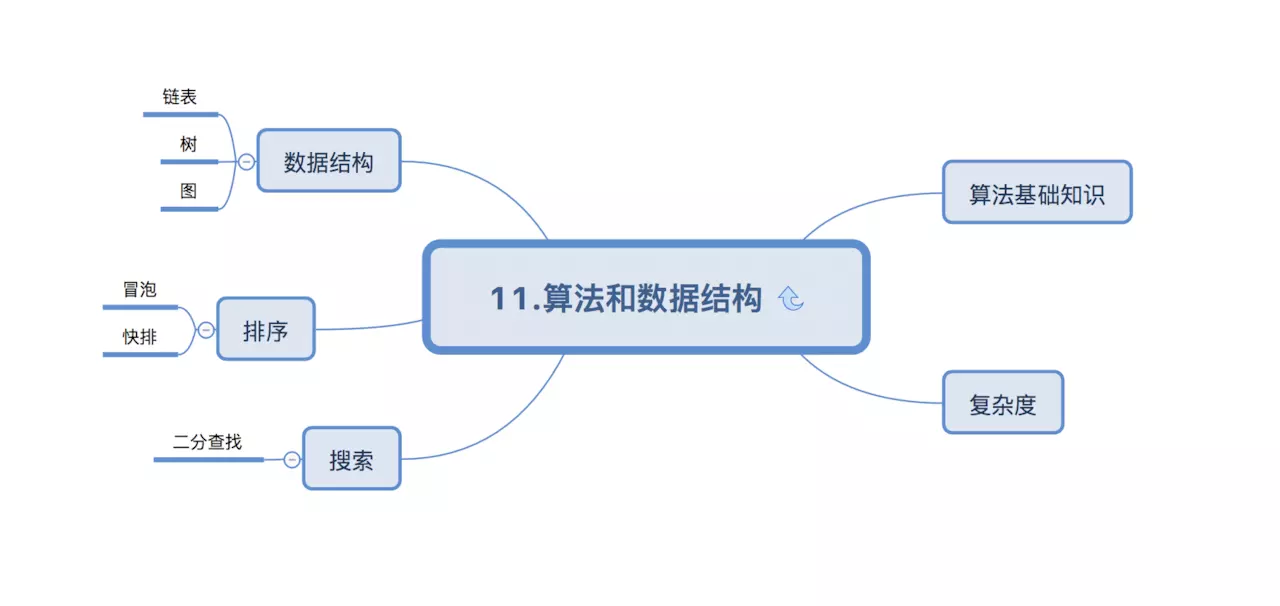 11.算法和数据结构
算法基础知识
复杂度
数据结构
链表
树
图
排序
冒泡
快排
搜索
二分查找